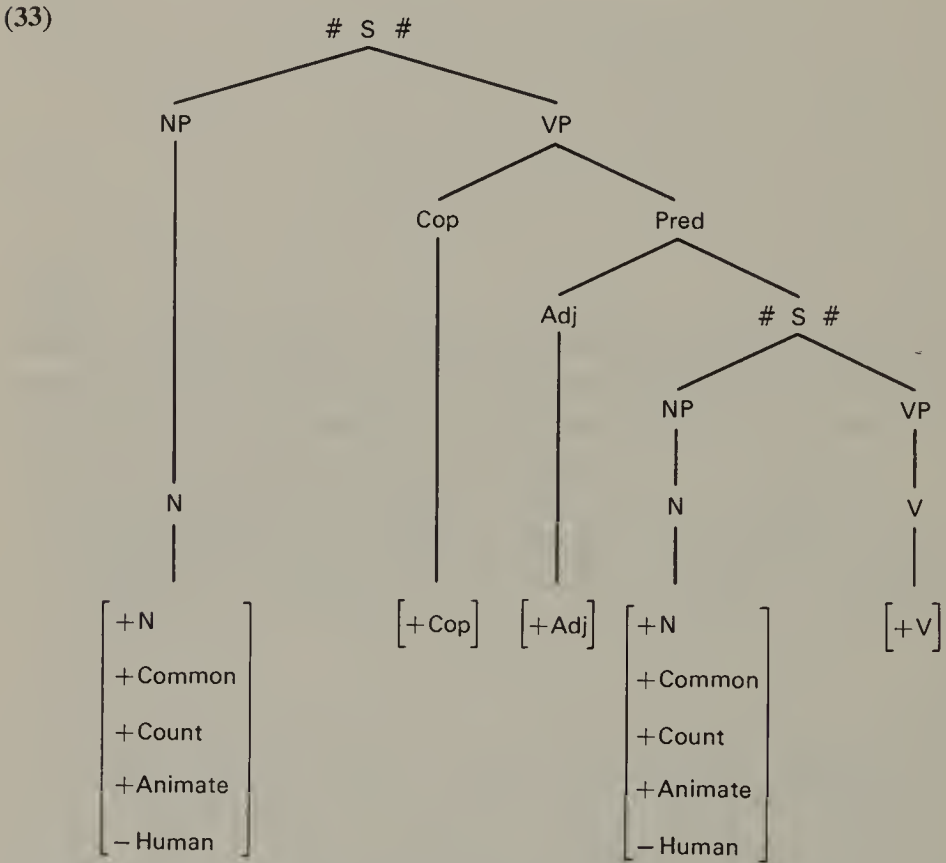 (33)
# S #
NP VP
Cop Pred
Adj # S #
NP VP
N N V
+N [+Cop] [+Adj] +N [+V]
+Common +Common
+Count +Count
+Animate +Animate
−Human −Human